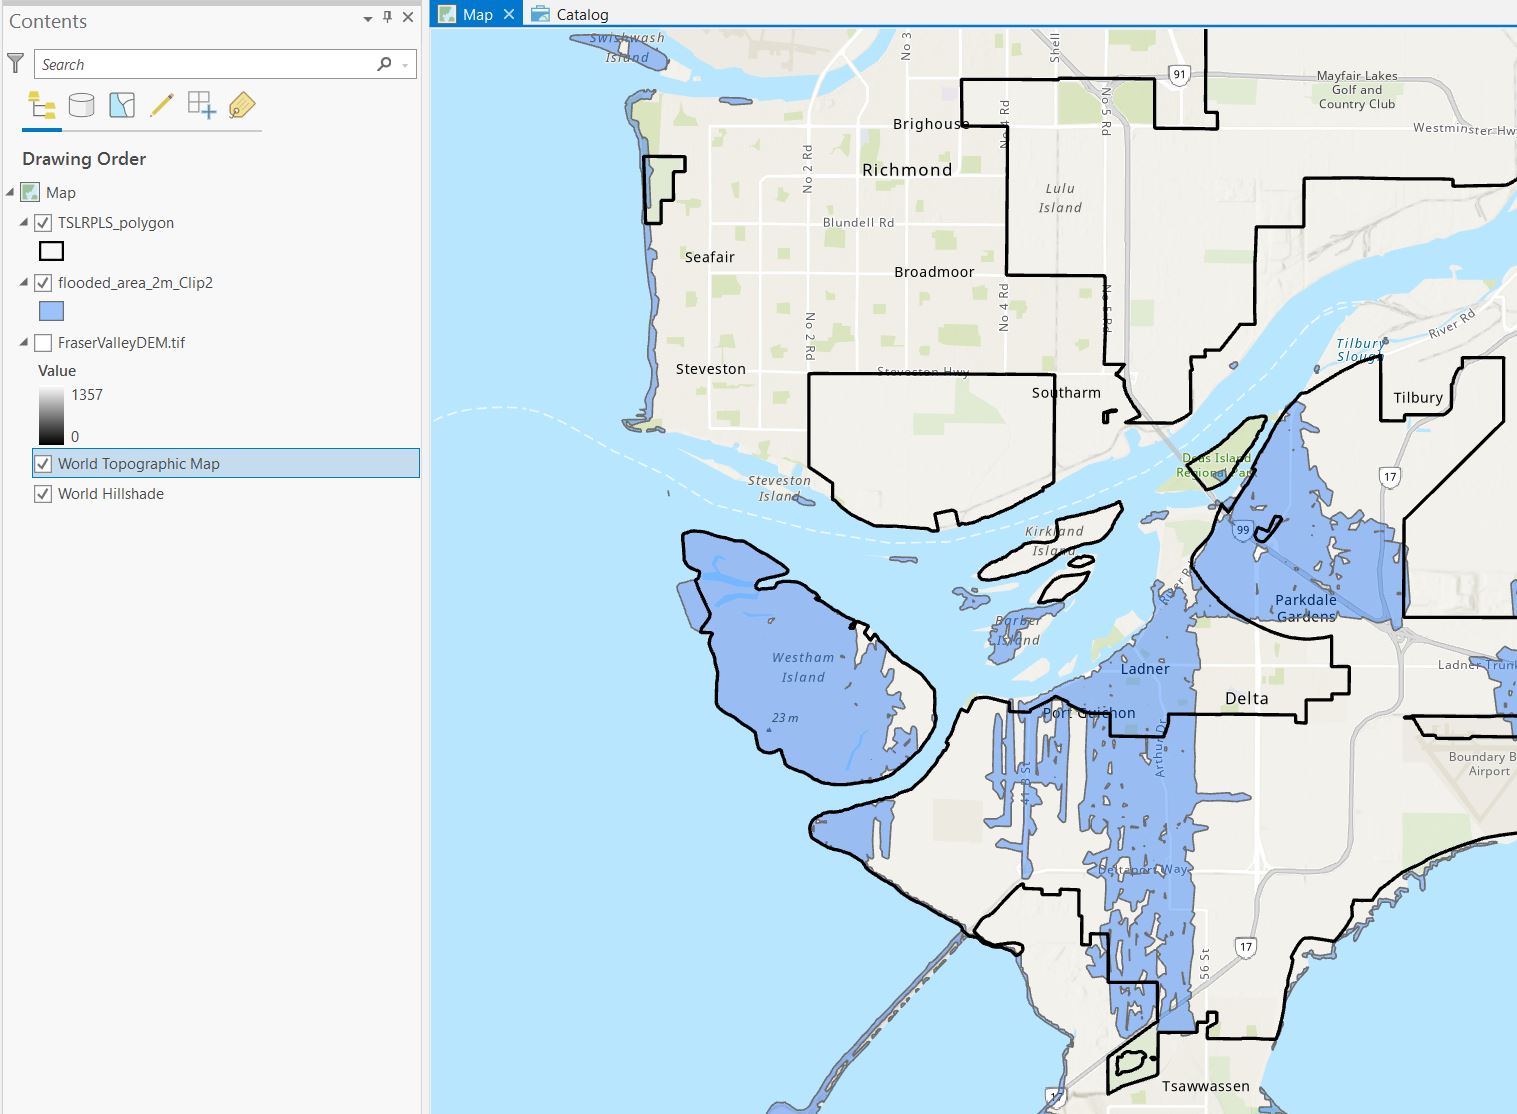 Contents
Search
Drawing Order
Map
TSLRPLS_polygon
flooded_area_2m_Clip2
FraserValleyDEM.tif
Value
1357
0
World Topographic Map
World Hillshade
Map
Catalog
Swishwash
Island
No 3
Shell
91
Mayfair Lakes
Golf and
Country Club
Westminster Hw
Brighouse
No 4 Rd
No 5 Rd
Richmond
No 2 Rd
Lulu
Island
Blundell Rd
Seafair
Broadmoor
No 2 Rd
No 4 Rd
No 5 Rd
Steveston
Steveston Hwy
Southarm
Tilbury
Slough
River Rd
Tilbury
Deas Island
Regional Park
17
Steveston
Island
Kirkland
Island
99
River Rd
Parkdale
Gardens
Barber
Island
Westham
Island
23 m
Ladner
Ladner Trunk
Delta
Port Guichon
Arthur Dr
41 B St
Boundary B
Airport
Deltaport Way
56 St
17
Tsawwassen
17